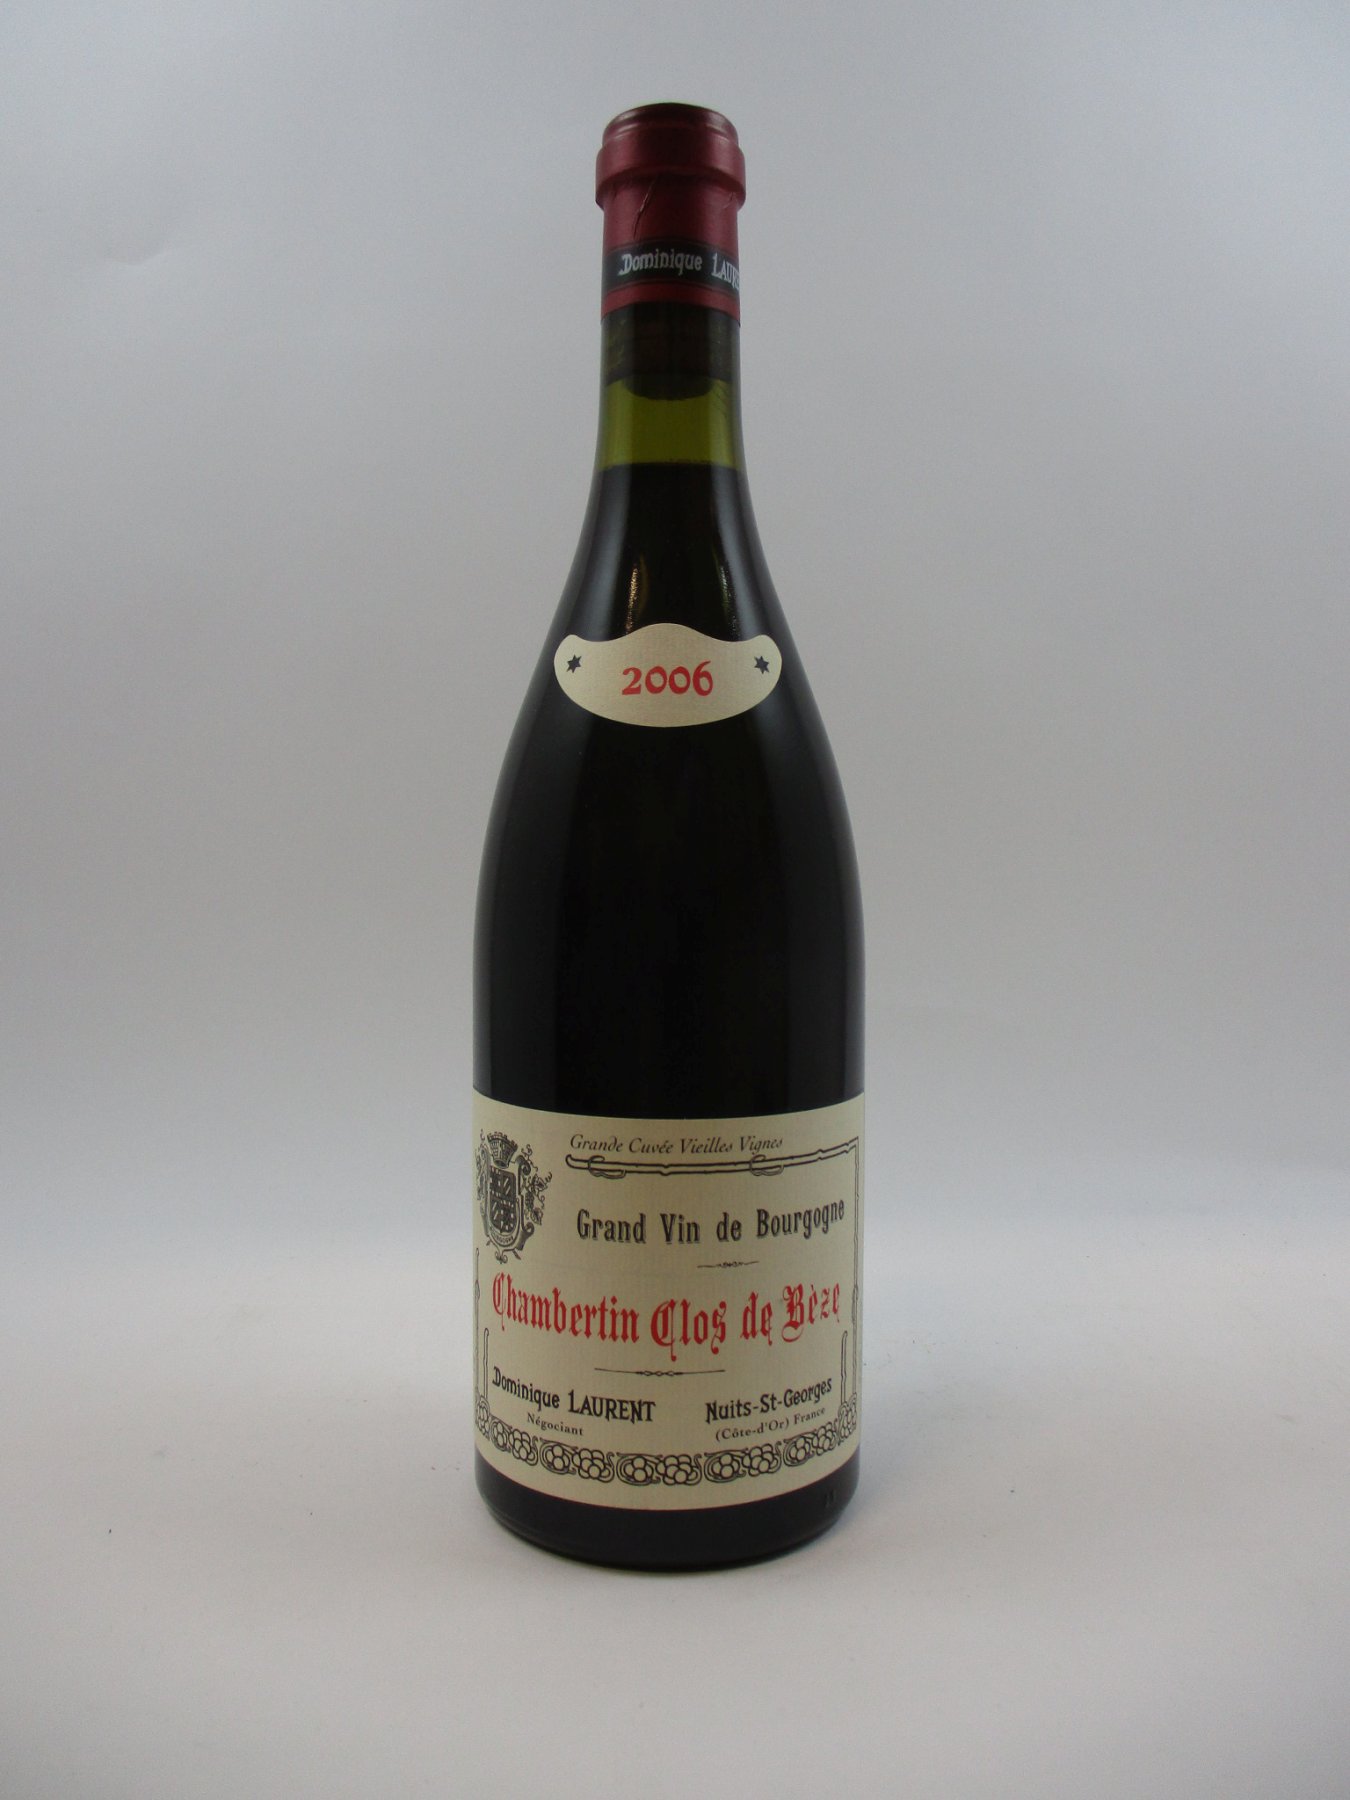 Dominique
2006
Grande Cuvée Vieilles Vignes
Grand Vin de Bourgogne
Chambertin Clos de Bèze
Dominique LAURENT
Négociant
Nuits-St-Georges
(Côte-d'Or) France